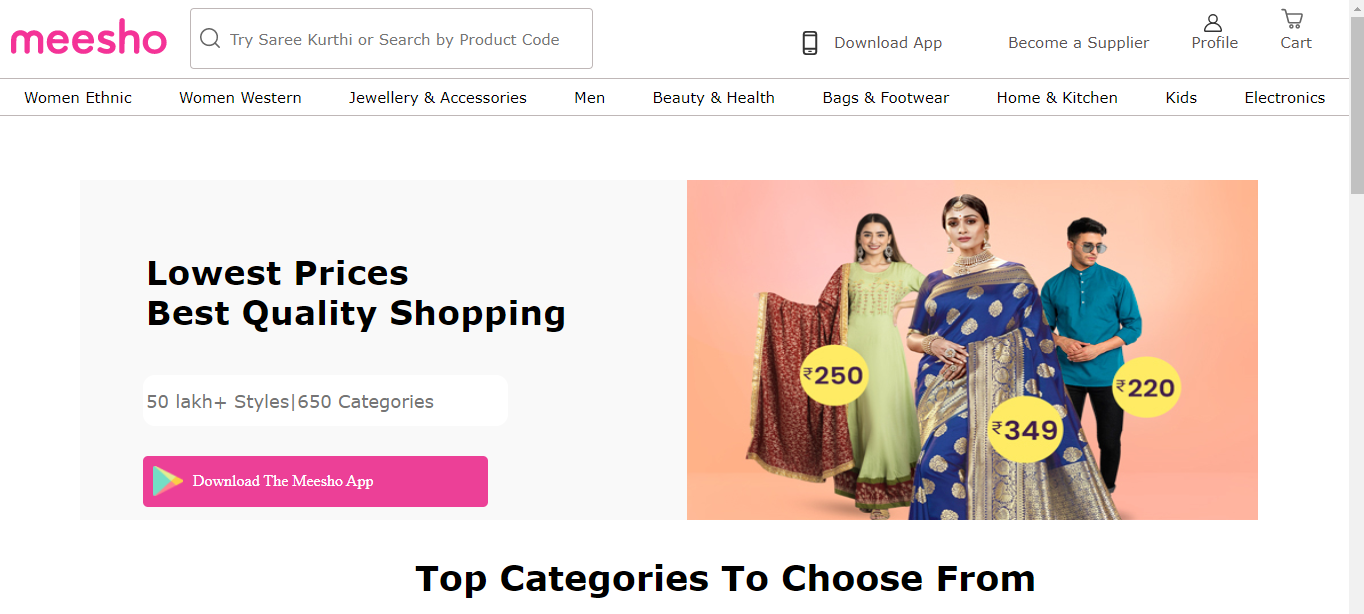 meesho
Try Saree Kurthi or Search by Product Code
Download App
Become a Supplier
Profile
Cart
Women Ethnic
Women Western
Jewellery & Accessories
Men
Beauty & Health
Bags & Footwear
Home & Kitchen
Kids
Electronics
Lowest Prices
Best Quality Shopping
50 lakh+ Styles|650 Categories
Download The Meesho App
₹250
₹349
₹220
Top Categories To Choose From